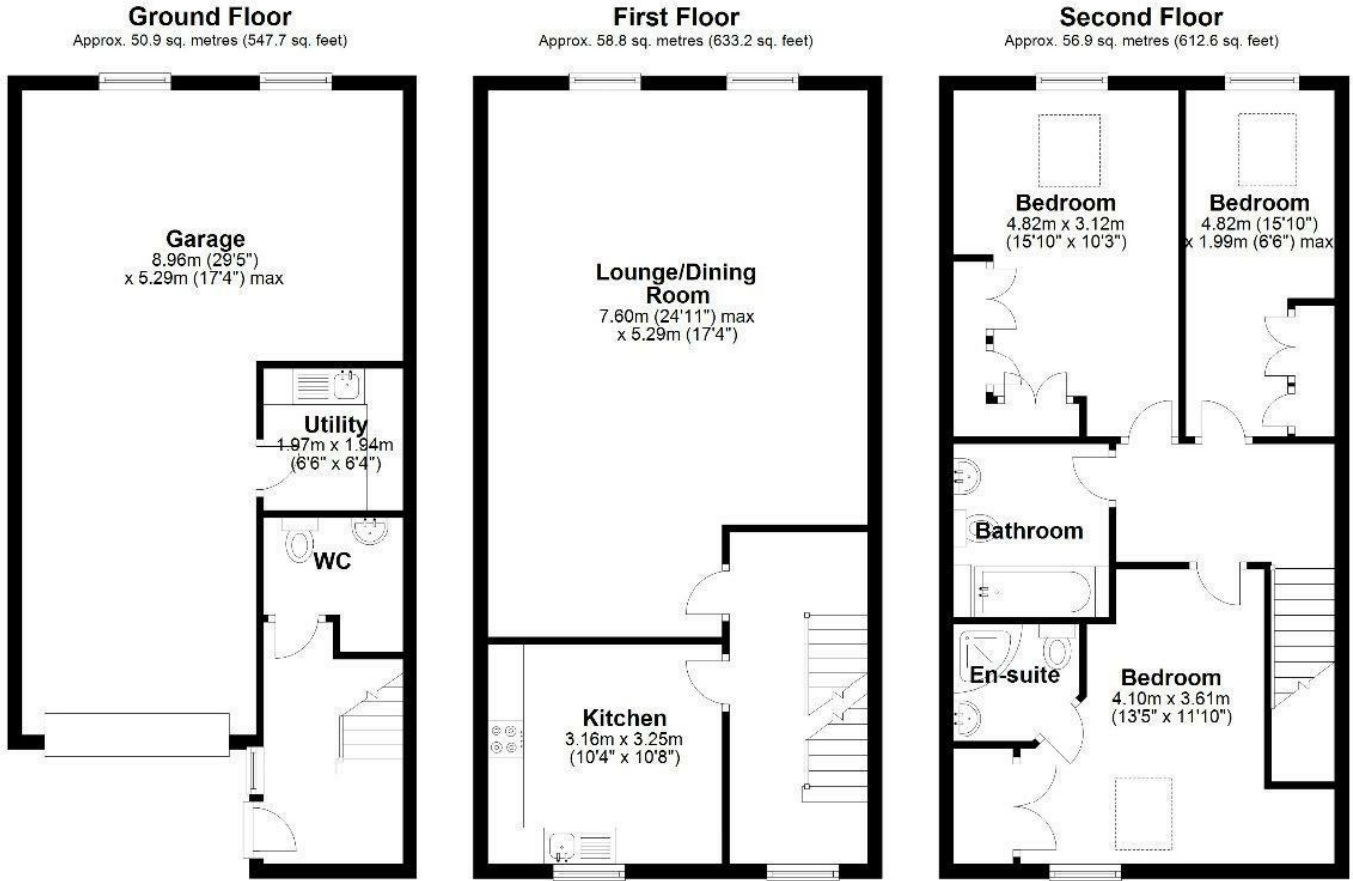 Ground Floor
Approx. 50.9 sq. metres (547.7 sq. feet)
Garage
8.96m (29'5")
x 5.29m (17'4") max
Utility
1.97m x 1.94m
(6'6" x 6'4")
WC
First Floor
Approx. 58.8 sq. metres (633.2 sq. feet)
Lounge/Dining
Room
7.60m (24'11") max
x 5.29m (17'4")
Kitchen
3.16m x 3.25m
(10'4" x 10'8")
Second Floor
Approx. 56.9 sq. metres (612.6 sq. feet)
Bedroom
4.82m x 3.12m
(15'10" x 10'3")
Bedroom
4.82m (15'10")
x 1.99m (6'6") max
Bathroom
En-suite
Bedroom
4.10m x 3.61m
(13'5" x 11'10")